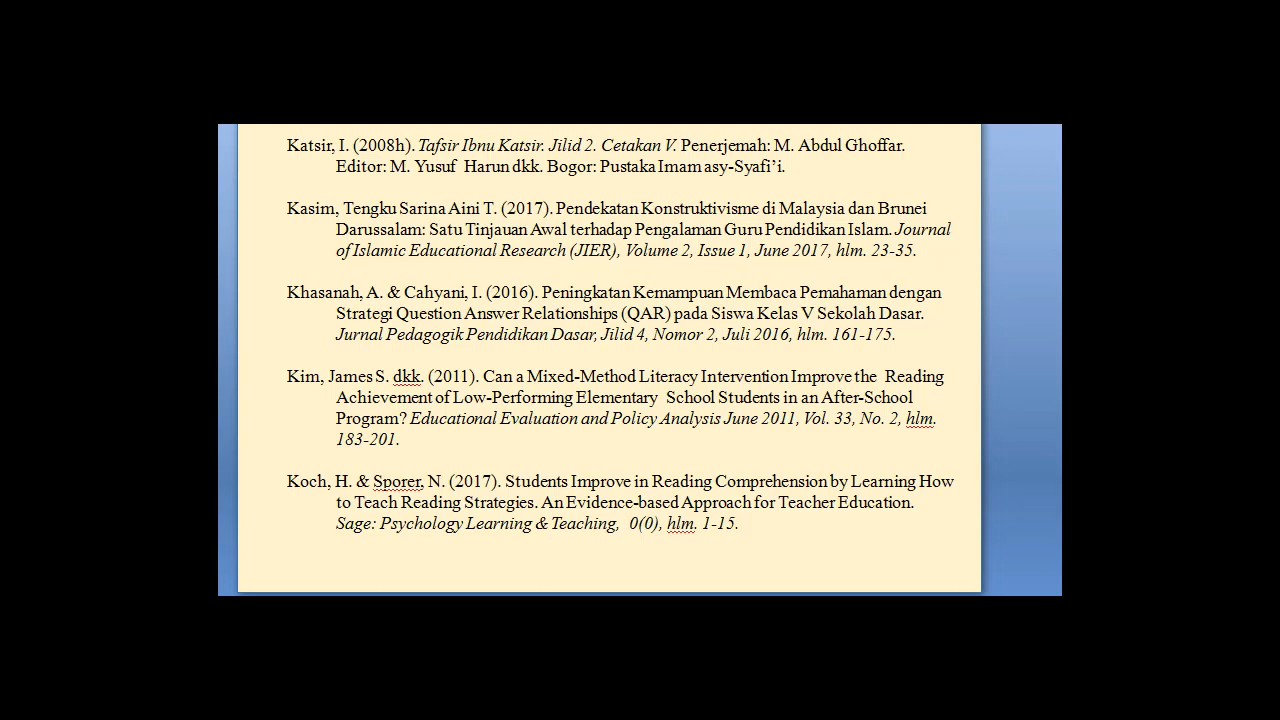 Katsir, I. (2008h). Tafsir Ibnu Katsir. Jilid 2. Cetakan V. Penerjemah: M. Abdul Ghoffar.
Editor: M. Yusuf  Harun dkk. Bogor: Pustaka Imam asy-Syafi’i.
Kasim, Tengku Sarina Aini T. (2017). Pendekatan Konstruktivisme di Malaysia dan Brunei
Darussalam: Satu Tinjauan Awal terhadap Pengalaman Guru Pendidikan Islam. Journal
of Islamic Educational Research (JIER), Volume 2, Issue 1, June 2017, hlm. 23-35.
Khasanah, A. & Cahyani, I. (2016). Peningkatan Kemampuan Membaca Pemahaman dengan
Strategi Question Answer Relationships (QAR) pada Siswa Kelas V Sekolah Dasar.
Jurnal Pedagogik Pendidikan Dasar, Jilid 4, Nomor 2, Juli 2016, hlm. 161-175.
Kim, James S. dkk. (2011). Can a Mixed-Method Literacy Intervention Improve the  Reading
Achievement of Low-Performing Elementary  School Students in an After-School
Program? Educational Evaluation and Policy Analysis June 2011, Vol. 33, No. 2, hlm.
183-201.
Koch, H. & Sporer, N. (2017). Students Improve in Reading Comprehension by Learning How
to Teach Reading Strategies. An Evidence-based Approach for Teacher Education.
Sage: Psychology Learning & Teaching,  0(0), hlm. 1-15.